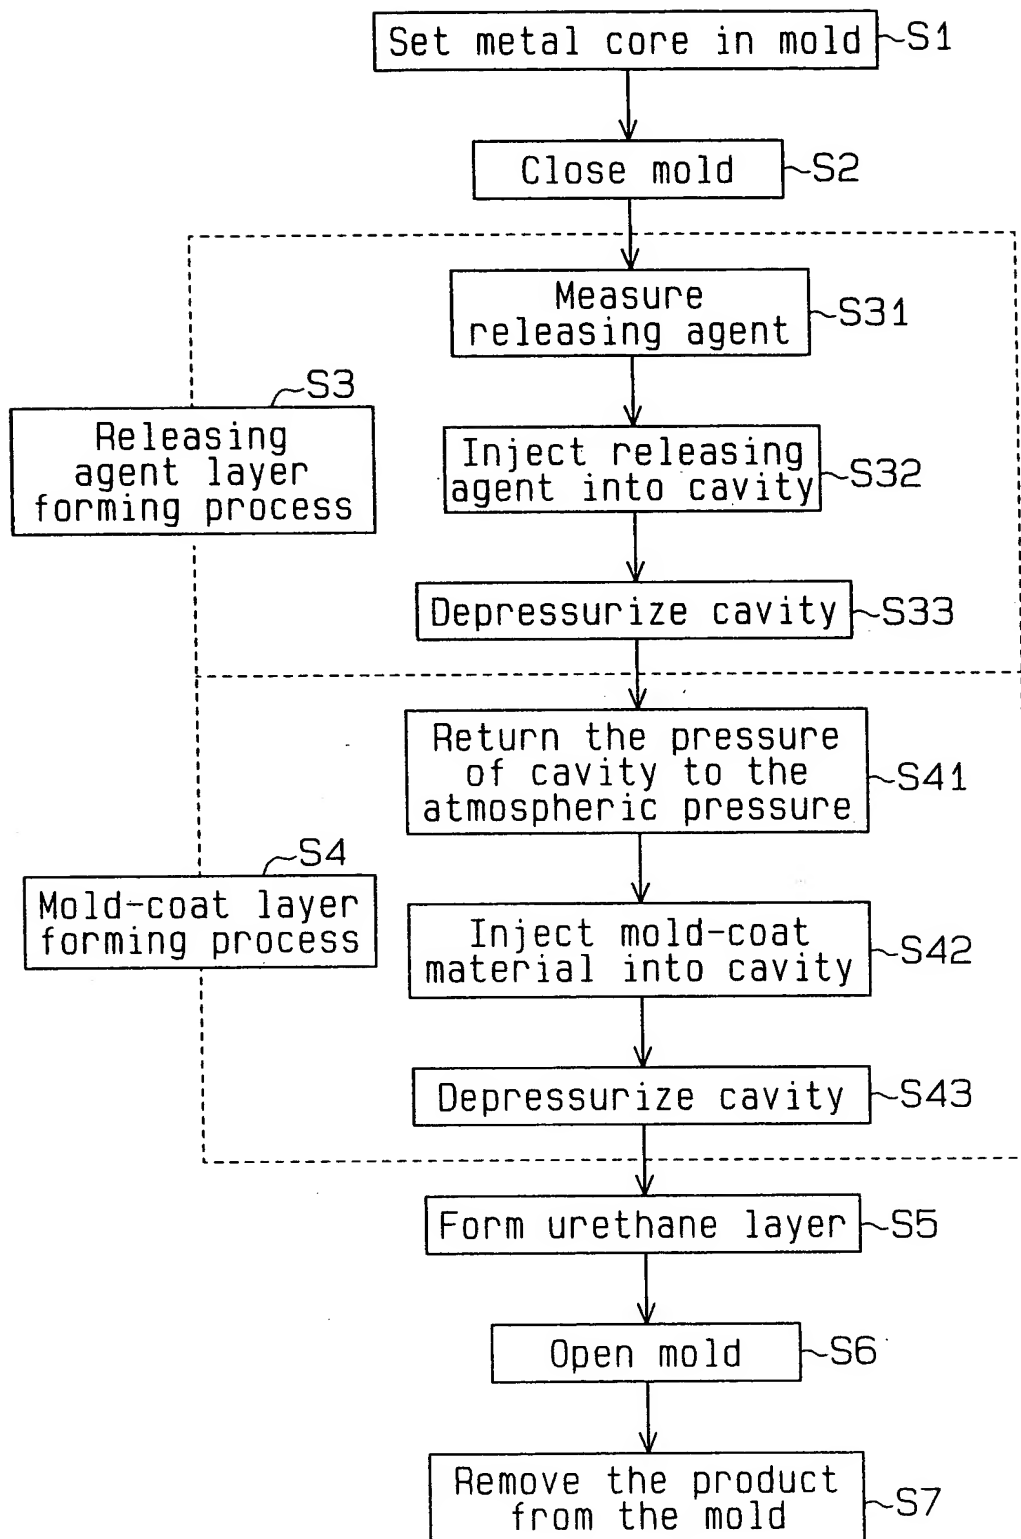 Set metal core in mold
S1
Close mold
S2
Measure
releasing agent
S31
S3
Releasing
agent layer
forming process
Inject releasing
agent into cavity
S32
Depressurize cavity
S33
Return the pressure
of cavity to the
atmospheric pressure
S41
S4
Mold-coat layer
forming process
Inject mold-coat
material into cavity
S42
Depressurize cavity
S43
Form urethane layer
S5
Open mold
S6
Remove the product
from the mold
S7